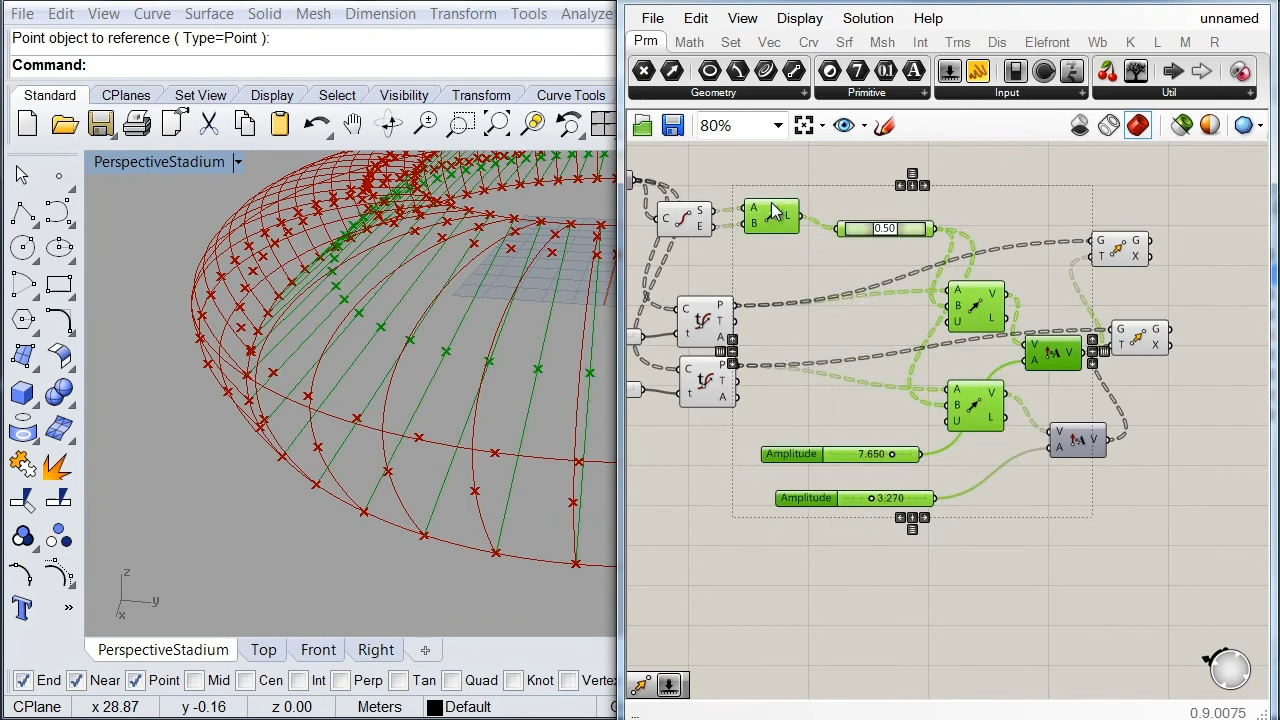 File Edit View Curve Surface Solid Mesh Dimension Transform Tools Analyze
Point object to reference ( Type=Point ):
Command:
Standard CPlanes Set View Display Select Visibility Transform Curve Tools
PerspectiveStadium
z
y
x
PerspectiveStadium Top Front Right
End Near Point Mid Cen Int Perp Tan Quad Knot Vertex
CPlane x 28.87 y -0.16 z 0.00 Meters Default
File Edit View Display Solution Help unnamed
Prm Math Set Vec Crv Srf Msh Int Trns Dis Elefront Wb K L M R
Geometry Primitive Input Util
80%
C S E
A B L
0.50
G T G X
C t P T A
A B U V L
G T G X
V A V
C t P T A
A B U V L
V A V
Amplitude 7.650
Amplitude 3.270
...
0.9.0075